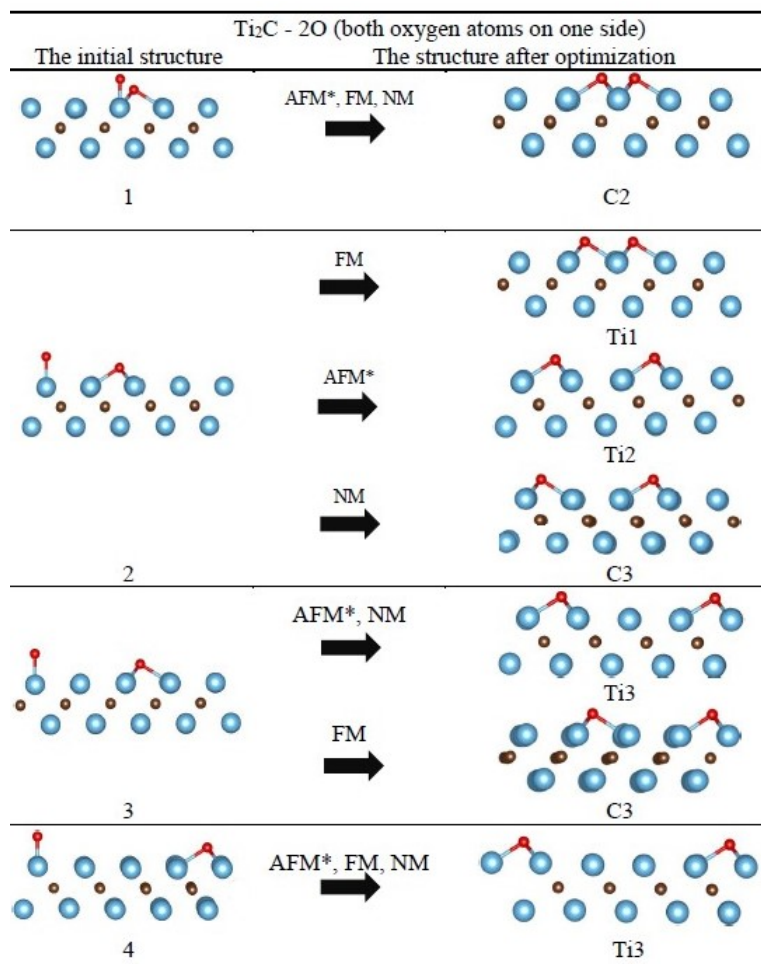 Ti₂C - 2O (both oxygen atoms on one side)
The initial structure The structure after optimization
AFM*, FM, NM
1 C2
FM
Ti1
AFM*
Ti2
NM
2 C3
AFM*, NM
Ti3
FM
3 C3
AFM*, FM, NM
4 Ti3